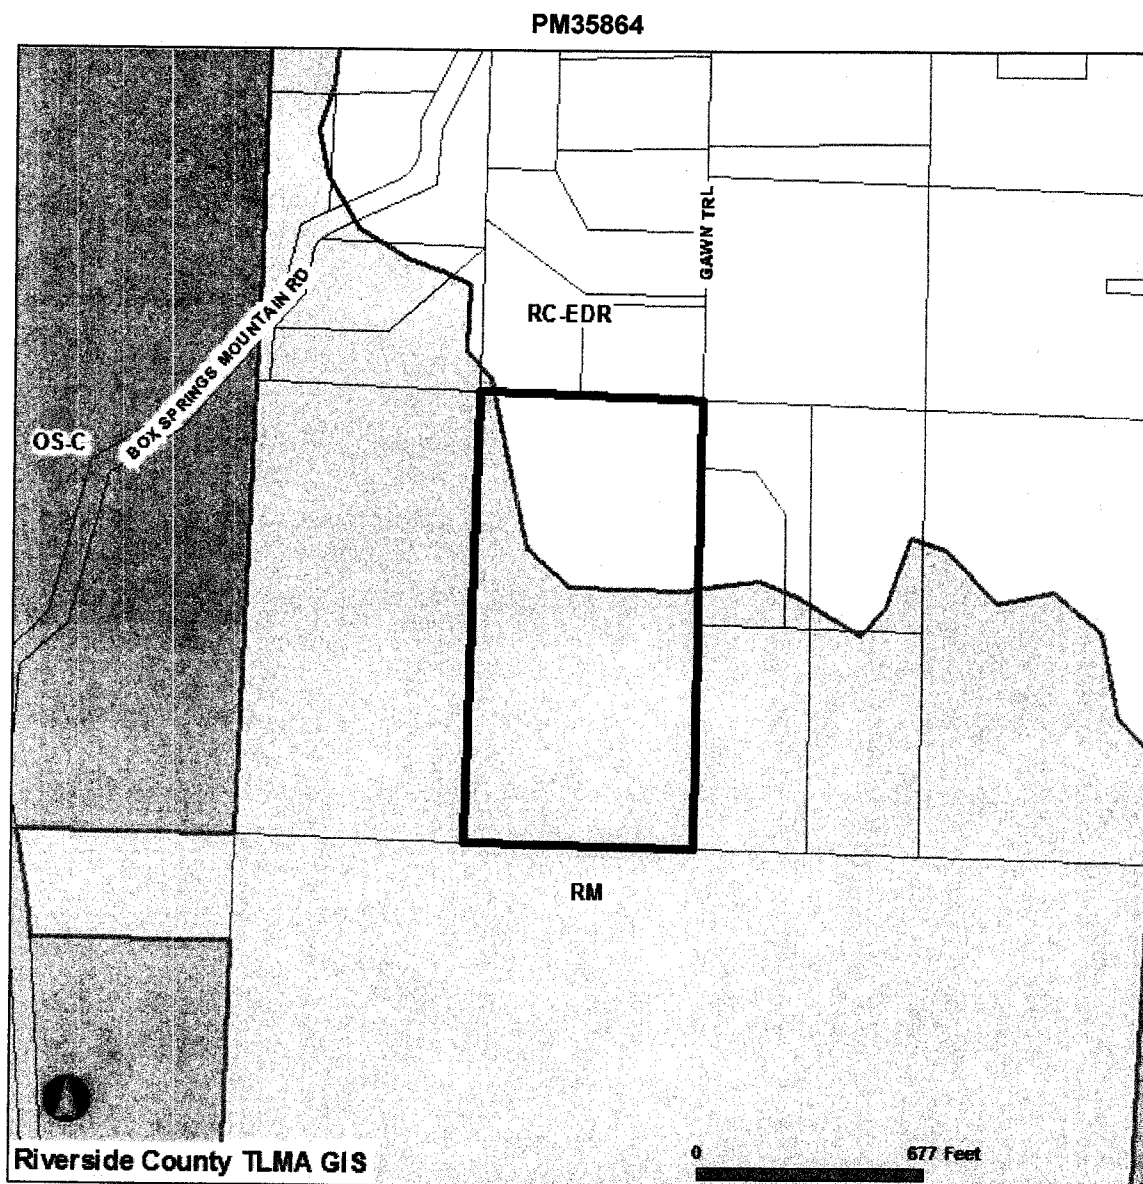 PM35864
GAWN TRL
RC-EDR
BOX SPRINGS MOUNTAIN RD
OS-C
RM
Riverside County TLMA GIS
0 677 Feet